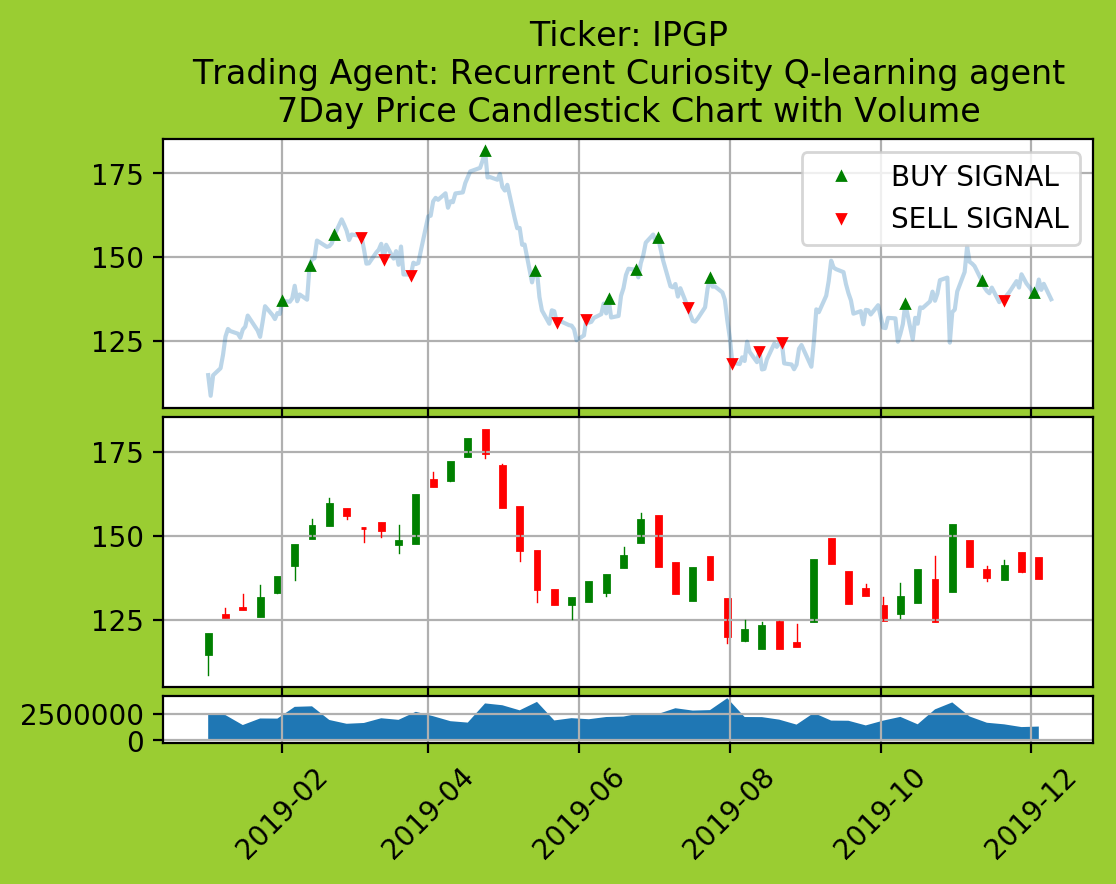 Ticker: IPGP
Trading Agent: Recurrent Curiosity Q-learning agent
7Day Price Candlestick Chart with Volume
175
150
125
BUY SIGNAL
SELL SIGNAL
175
150
125
2500000
0
2019-02
2019-04
2019-06
2019-08
2019-10
2019-12